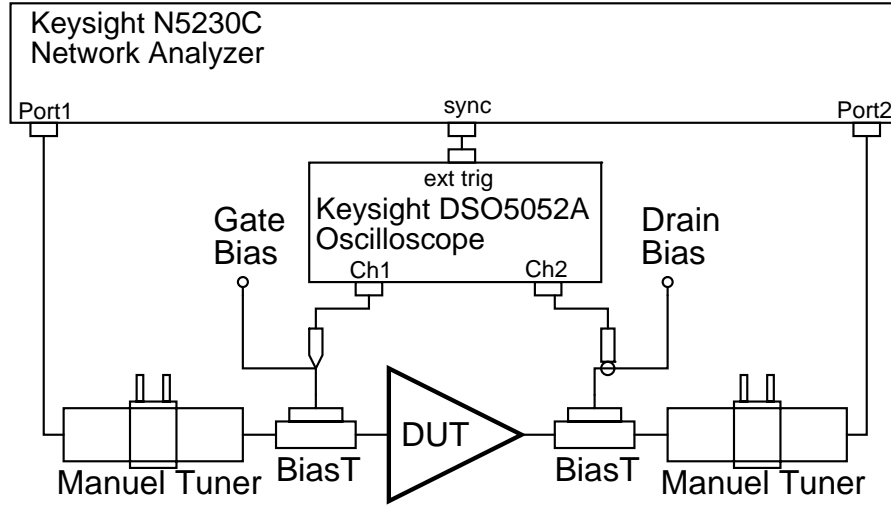 Keysight N5230C
Network Analyzer
Port1
sync
Port2
ext trig
Keysight DSO5052A
Oscilloscope
Ch1
Ch2
Gate
Bias
Drain
Bias
DUT
Manuel Tuner
BiasT
BiasT
Manuel Tuner